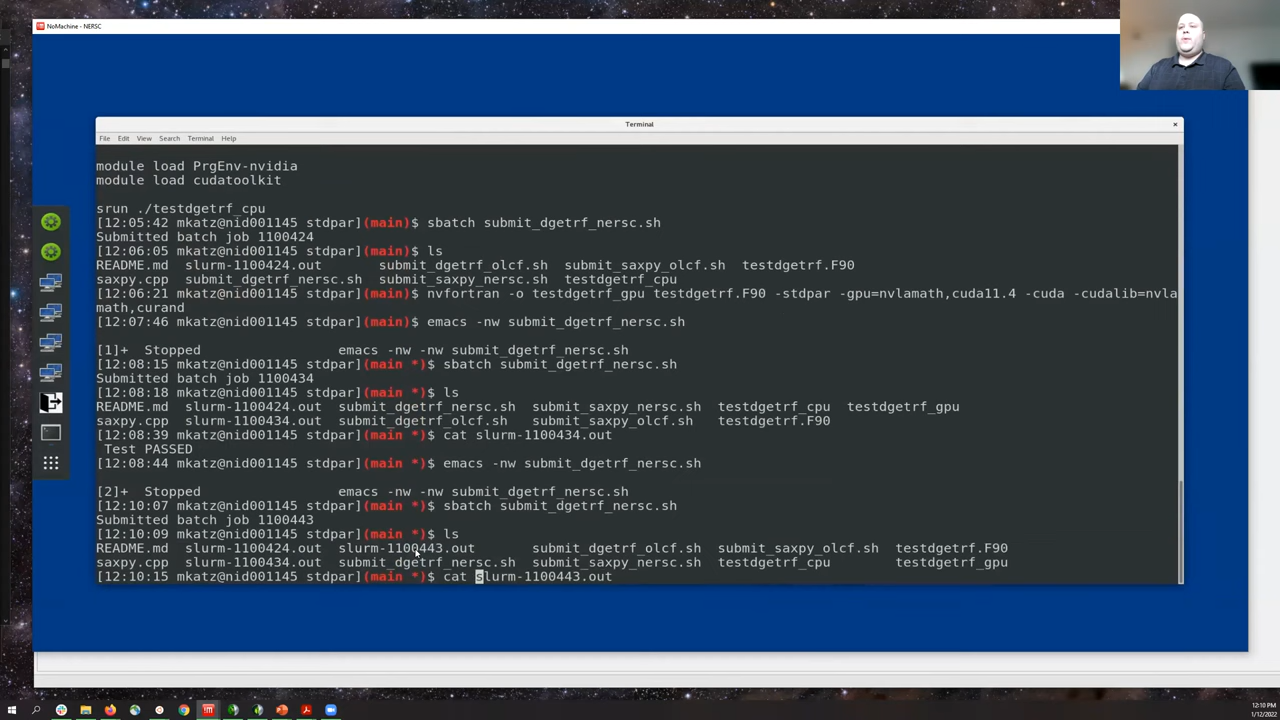 NoMachine - NERSC
Terminal
File Edit View Search Terminal Help
module load PrgEnv-nvidia
module load cudatoolkit
srun ./testdgetrf_cpu
[12:05:42 mkatz@nid001145 stdpar](main)$ sbatch submit_dgetrf_nersc.sh
Submitted batch job 1100424
[12:06:05 mkatz@nid001145 stdpar](main)$ ls
README.md slurm-1100424.out submit_dgetrf_olcf.sh submit_saxpy_olcf.sh testdgetrf.F90
saxpy.cpp submit_dgetrf_nersc.sh submit_saxpy_nersc.sh testdgetrf_cpu
[12:06:21 mkatz@nid001145 stdpar](main)$ nvfortran -o testdgetrf_gpu testdgetrf.F90 -stdpar -gpu=nvlamath,cuda11.4 -cuda -cudalib=nvla
math,curand
[12:07:46 mkatz@nid001145 stdpar](main)$ emacs -nw submit_dgetrf_nersc.sh
[1]+ Stopped emacs -nw -nw submit_dgetrf_nersc.sh
[12:08:15 mkatz@nid001145 stdpar](main *)$ sbatch submit_dgetrf_nersc.sh
Submitted batch job 1100434
[12:08:18 mkatz@nid001145 stdpar](main *)$ ls
README.md slurm-1100424.out submit_dgetrf_nersc.sh submit_saxpy_nersc.sh testdgetrf_cpu testdgetrf_gpu
saxpy.cpp slurm-1100434.out submit_dgetrf_olcf.sh submit_saxpy_olcf.sh testdgetrf.F90
[12:08:39 mkatz@nid001145 stdpar](main *)$ cat slurm-1100434.out
Test PASSED
[12:08:44 mkatz@nid001145 stdpar](main *)$ emacs -nw submit_dgetrf_nersc.sh
[2]+ Stopped emacs -nw -nw submit_dgetrf_nersc.sh
[12:10:07 mkatz@nid001145 stdpar](main *)$ sbatch submit_dgetrf_nersc.sh
Submitted batch job 1100443
[12:10:09 mkatz@nid001145 stdpar](main *)$ ls
README.md slurm-1100424.out slurm-1100443.out submit_dgetrf_olcf.sh submit_saxpy_olcf.sh testdgetrf.F90
saxpy.cpp slurm-1100434.out submit_dgetrf_nersc.sh submit_saxpy_nersc.sh testdgetrf_cpu testdgetrf_gpu
[12:10:15 mkatz@nid001145 stdpar](main *)$ cat slurm-1100443.out
12:10 PM
1/12/2022